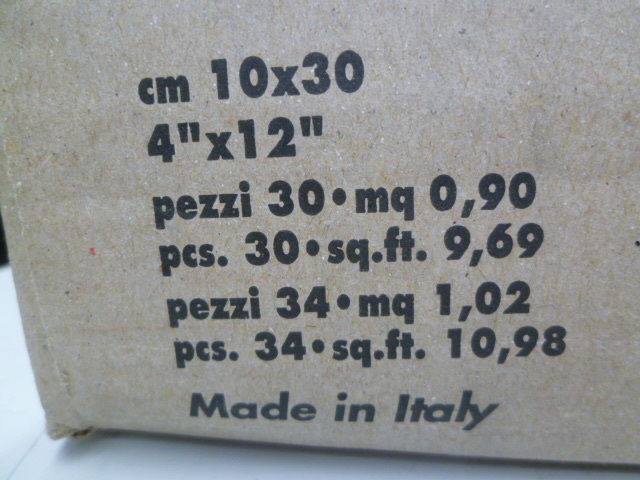 cm 10x30
4"x12"
pezzi 30•mq 0,90
pcs. 30•sq.ft. 9,69
pezzi 34•mq 1,02
pcs. 34•sq.ft. 10,98
Made in Italy